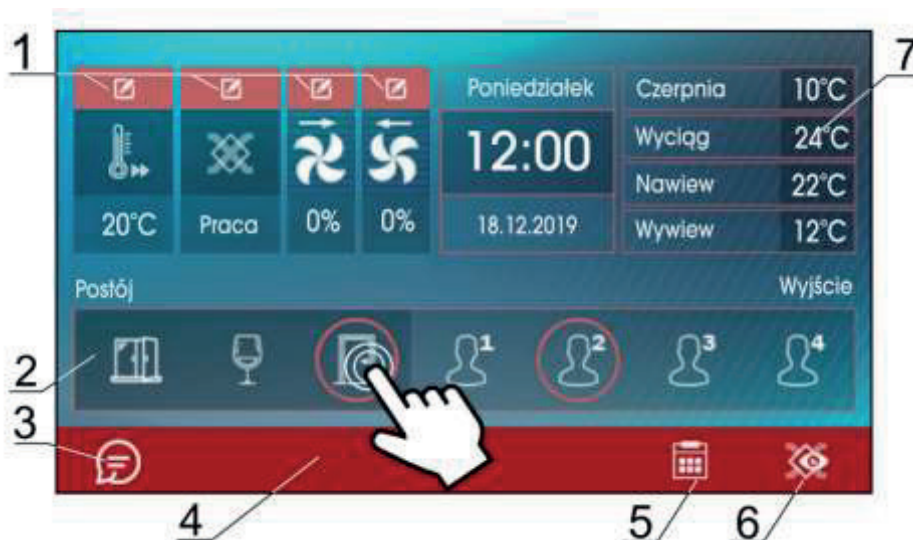 1
7
Poniedziałek
Czerpnia 10°C
12:00
Wyciąg 24°C
Nawiew 22°C
20°C Praca 0% 0%
18.12.2019
Wywiew 12°C
Postój
Wyjście
1 2 3 4
2
3
4
5
6